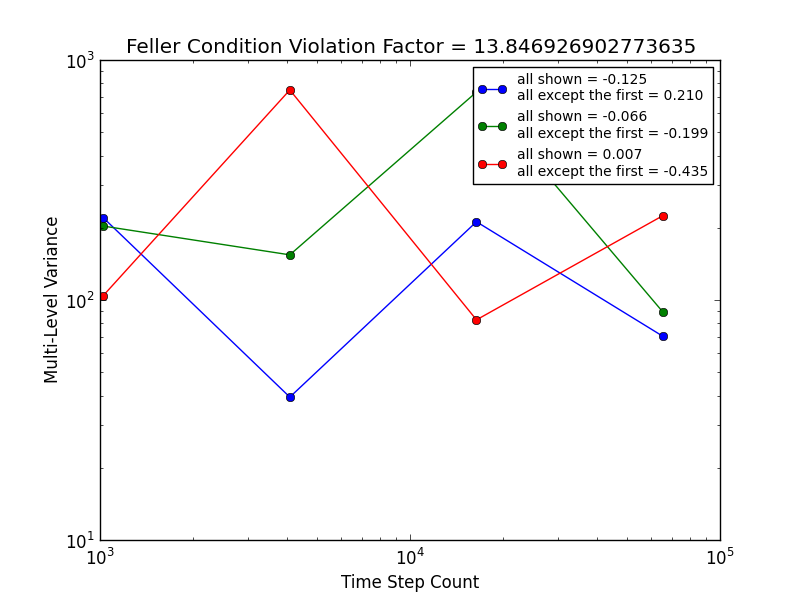 Feller Condition Violation Factor = 13.846926902773635
10³
all shown = -0.125
all except the first = 0.210
all shown = -0.066
all except the first = -0.199
all shown = 0.007
all except the first = -0.435
Multi-Level Variance
10²
10¹
10³ 10⁴ 10⁵
Time Step Count